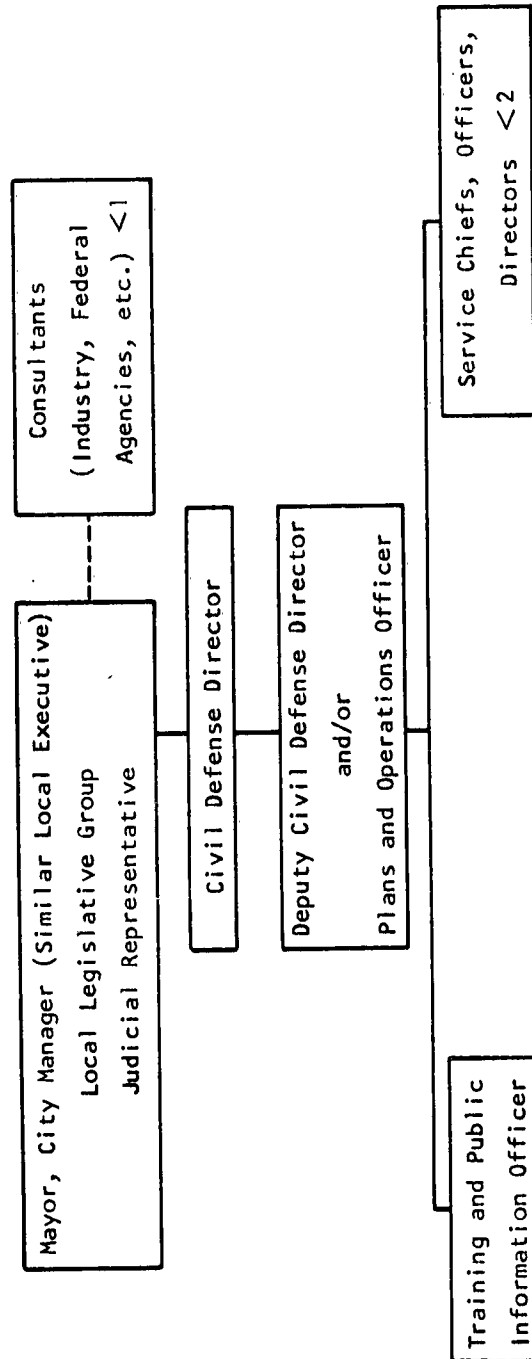 Mayor, City Manager (Similar Local Executive)
Local Legislative Group
Judicial Representative
Consultants
(Industry, Federal
Agencies, etc.) <1
Civil Defense Director
Deputy Civil Defense Director
and/or
Plans and Operations Officer
Training and Public
Information Officer
Service Chiefs, Officers,
Directors <2